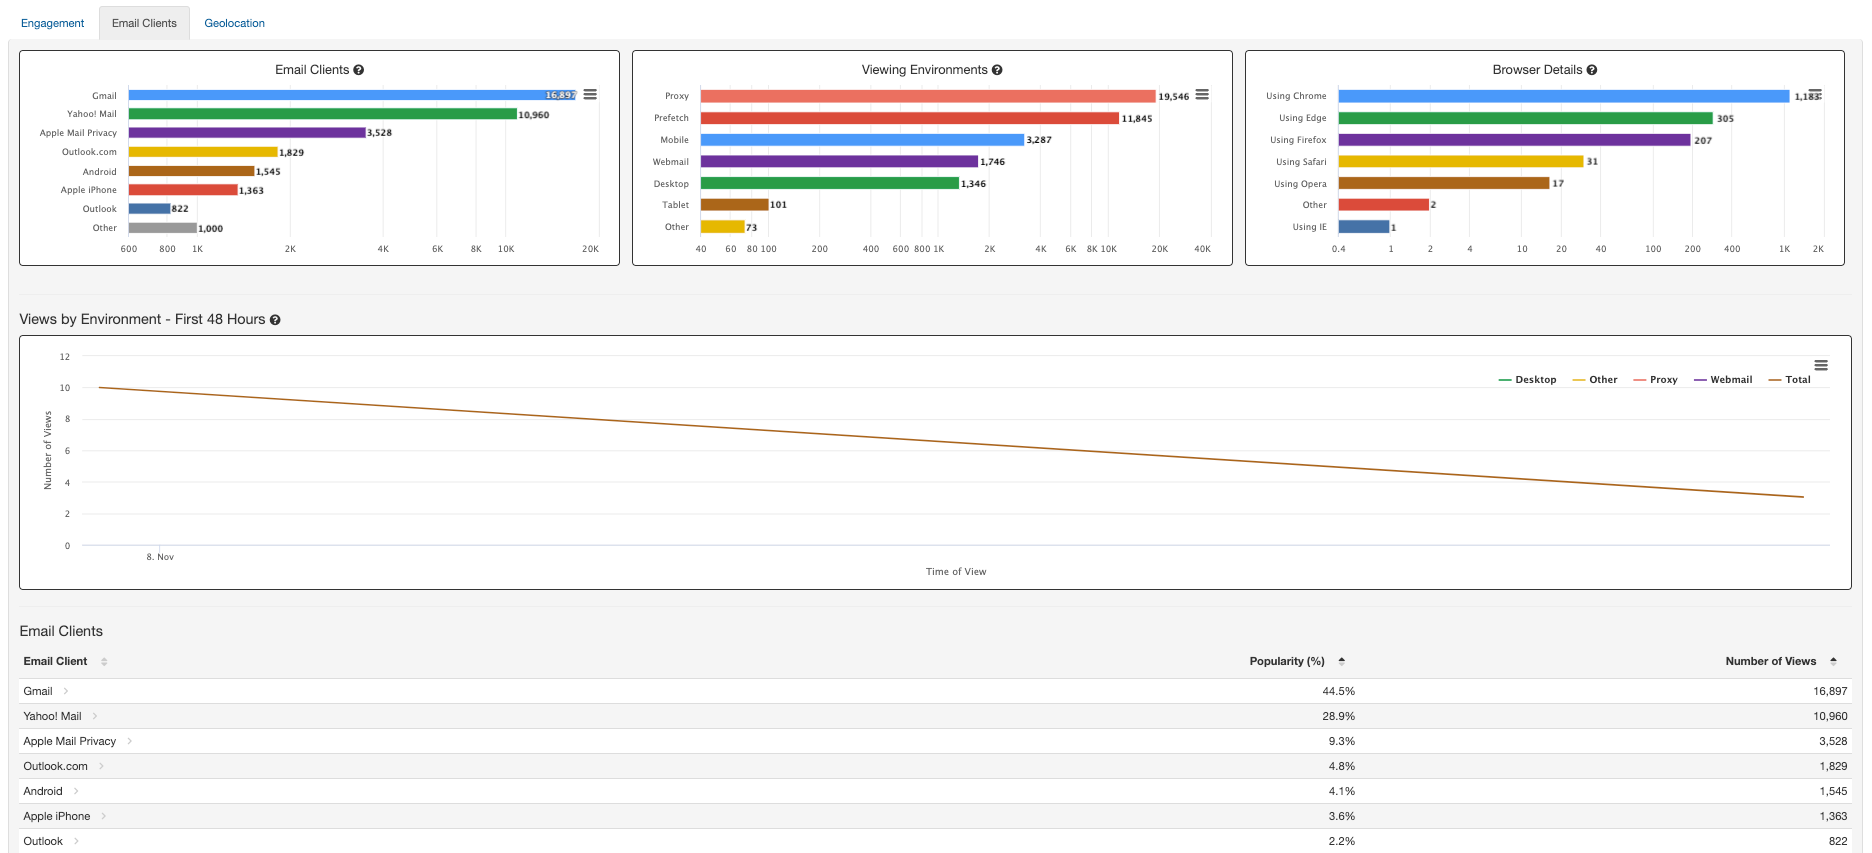 Engagement
Email Clients
Geolocation
Email Clients
Gmail 16,897
Yahoo! Mail 10,960
Apple Mail Privacy 3,528
Outlook.com 1,829
Android 1,545
Apple iPhone 1,363
Outlook 822
Other 1,000
600 800 1K 2K 4K 6K 8K 10K 20K
Viewing Environments
Proxy 19,546
Prefetch 11,845
Mobile 3,287
Webmail 1,746
Desktop 1,346
Tablet 101
Other 73
40 60 80 100 200 400 600 800 1K 2K 4K 6K 8K 10K 20K 40K
Browser Details
Using Chrome 1,183
Using Edge 305
Using Firefox 207
Using Safari 31
Using Opera 17
Other 2
Using IE 1
0.4 1 2 4 10 20 40 100 200 400 1K 2K
Views by Environment - First 48 Hours
Desktop Other Proxy Webmail Total
Number of Views
12
10
8
6
4
2
0
8. Nov
Time of View
Email Clients
Email Client Popularity (%) Number of Views
Gmail 44.5% 16,897
Yahoo! Mail 28.9% 10,960
Apple Mail Privacy 9.3% 3,528
Outlook.com 4.8% 1,829
Android 4.1% 1,545
Apple iPhone 3.6% 1,363
Outlook 2.2% 822